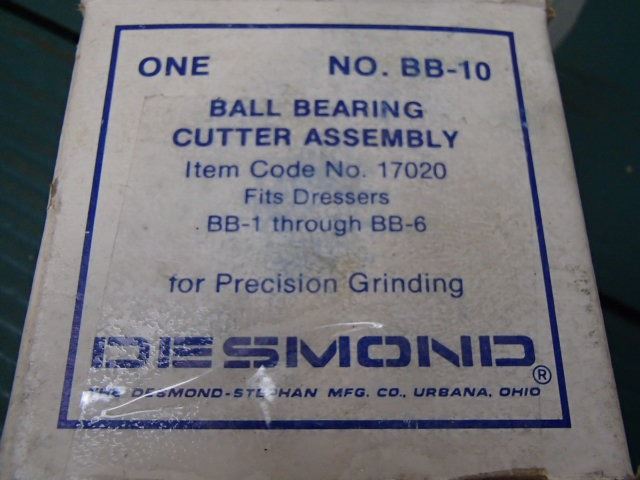 ONE NO. BB-10
BALL BEARING
CUTTER ASSEMBLY
Item Code No. 17020
Fits Dressers
BB-1 through BB-6
for Precision Grinding
DESMOND®
THE DESMOND-STEPHAN MFG. CO., URBANA, OHIO